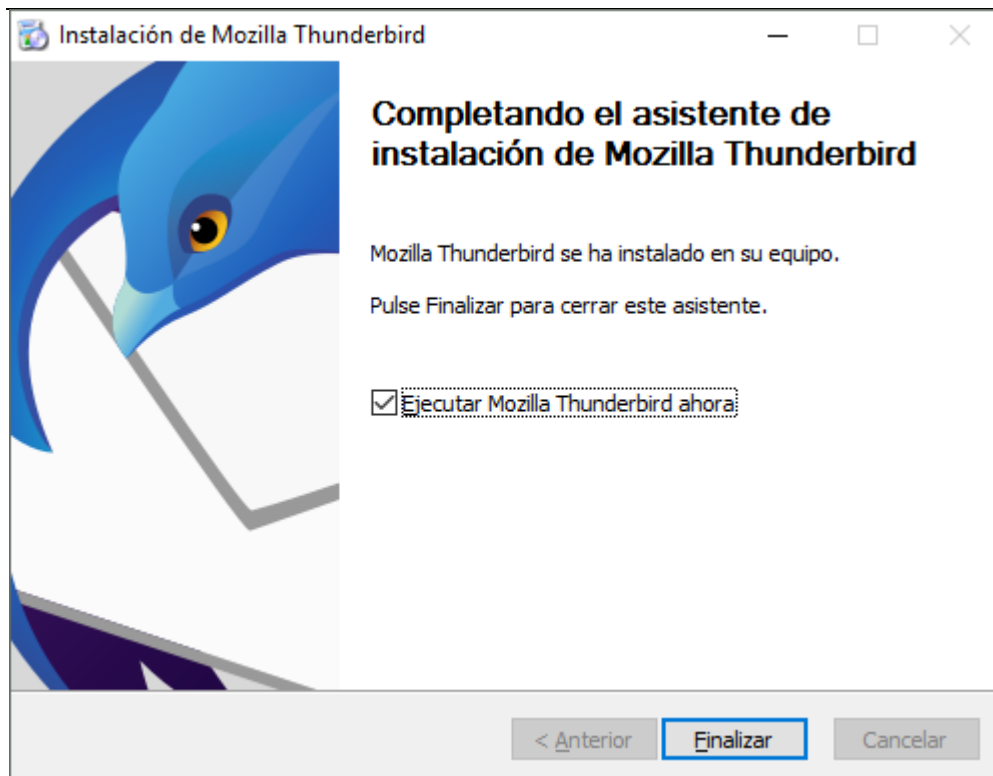 Instalación de Mozilla Thunderbird
Completando el asistente de
instalación de Mozilla Thunderbird
Mozilla Thunderbird se ha instalado en su equipo.
Pulse Finalizar para cerrar este asistente.
Ejecutar Mozilla Thunderbird ahora
< Anterior
Finalizar
Cancelar